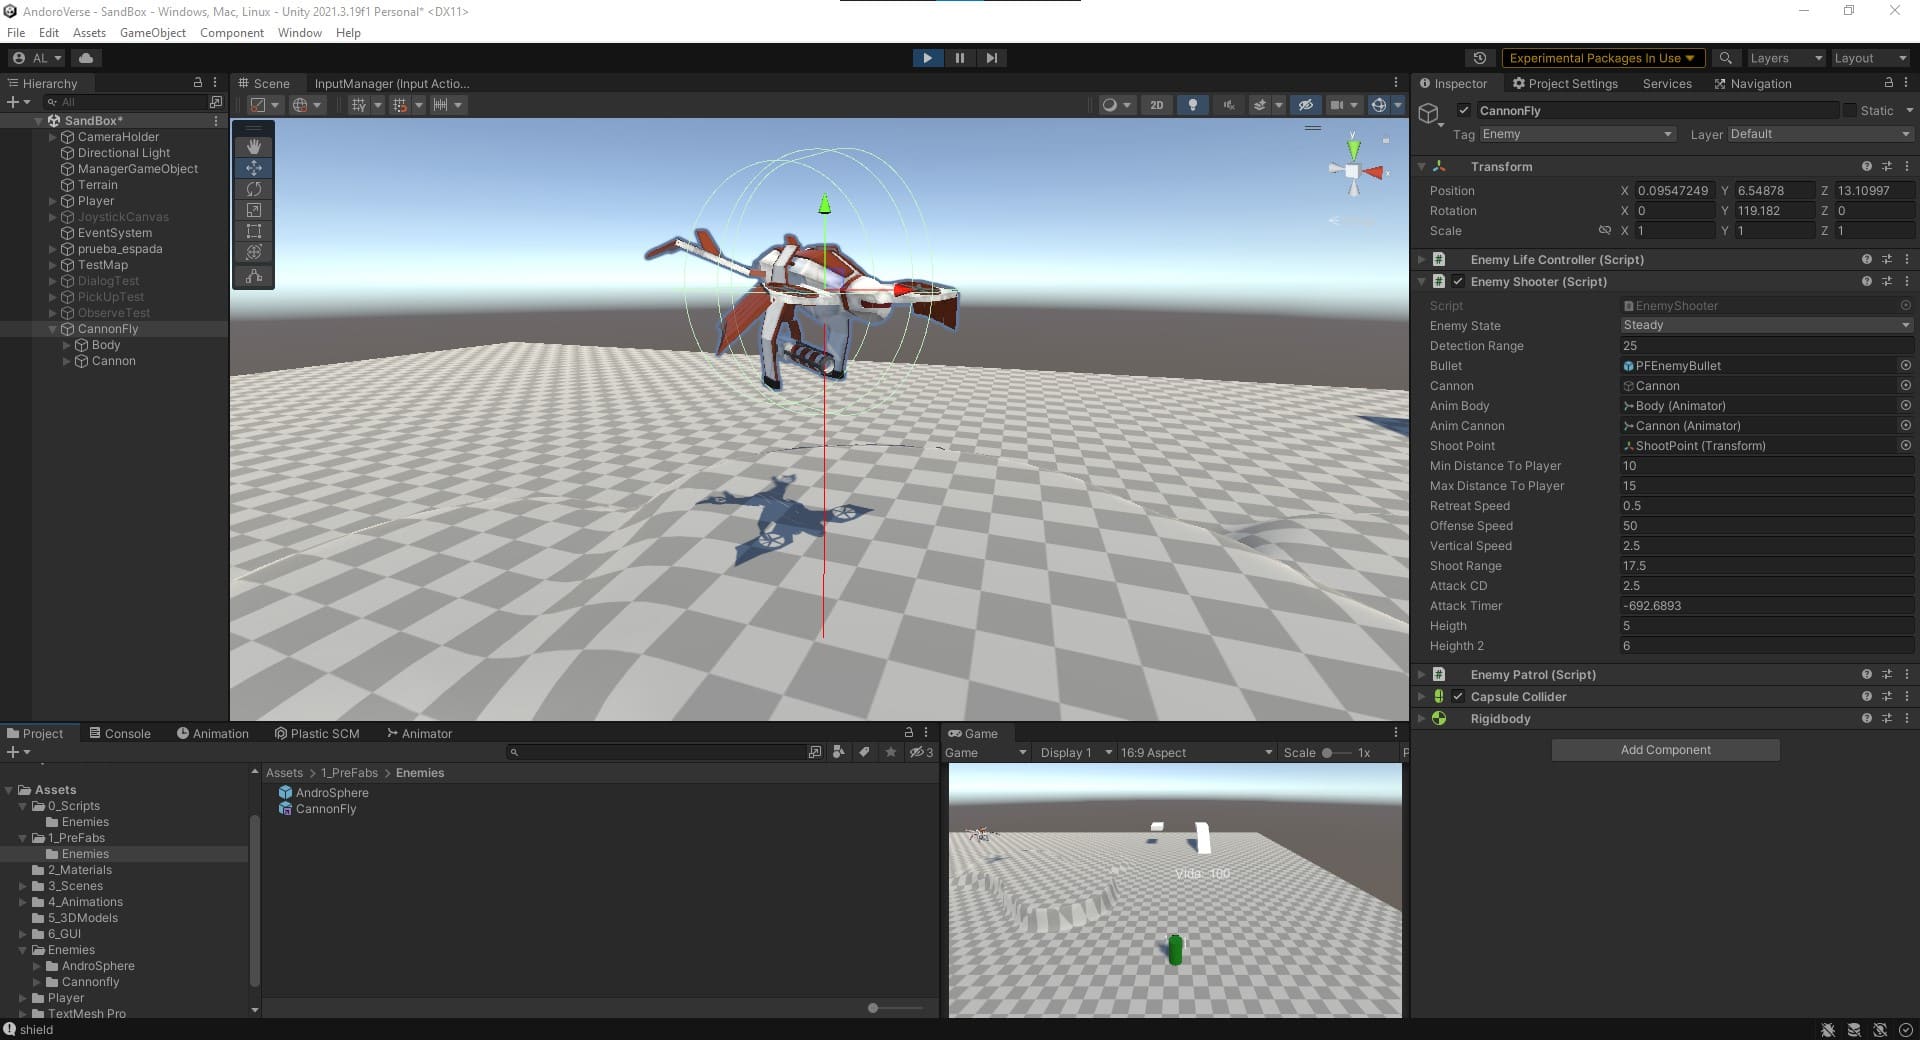 AndoroVerse - SandBox - Windows, Mac, Linux - Unity 2021.3.19f1 Personal* <DX11>
File Edit Assets GameObject Component Window Help
AL
Experimental Packages In Use
Layers
Layout
Hierarchy
All
SandBox*
CameraHolder
Directional Light
ManagerGameObject
Terrain
Player
JoystickCanvas
EventSystem
prueba_espada
TestMap
DialogTest
PickUpTest
ObserveTest
CannonFly
Body
Cannon
Scene
InputManager (Input Actio...
2D
y
x
Inspector
Project Settings
Services
Navigation
CannonFly
Static
Tag Enemy
Layer Default
Transform
Position X 0.09547249 Y 6.54878 Z 13.10997
Rotation X 0 Y 119.182 Z 0
Scale X 1 Y 1 Z 1
Enemy Life Controller (Script)
Enemy Shooter (Script)
Script EnemyShooter
Enemy State Steady
Detection Range 25
Bullet PFEnemyBullet
Cannon Cannon
Anim Body Body (Animator)
Anim Cannon Cannon (Animator)
Shoot Point ShootPoint (Transform)
Min Distance To Player 10
Max Distance To Player 15
Retreat Speed 0.5
Offense Speed 50
Vertical Speed 2.5
Shoot Range 17.5
Attack CD 2.5
Attack Timer -692.6893
Heigth 5
Heighth 2 6
Enemy Patrol (Script)
Capsule Collider
Rigidbody
Add Component
Project
Console
Animation
Plastic SCM
Animator
3
Assets
0_Scripts
Enemies
1_PreFabs
Enemies
2_Materials
3_Scenes
4_Animations
5_3DModels
6_GUI
Enemies
AndroSphere
Cannonfly
Player
TextMesh Pro
Assets > 1_PreFabs > Enemies
AndroSphere
CannonFly
Game
Game Display 1 16:9 Aspect Scale 1x P
Vida: 100
shield